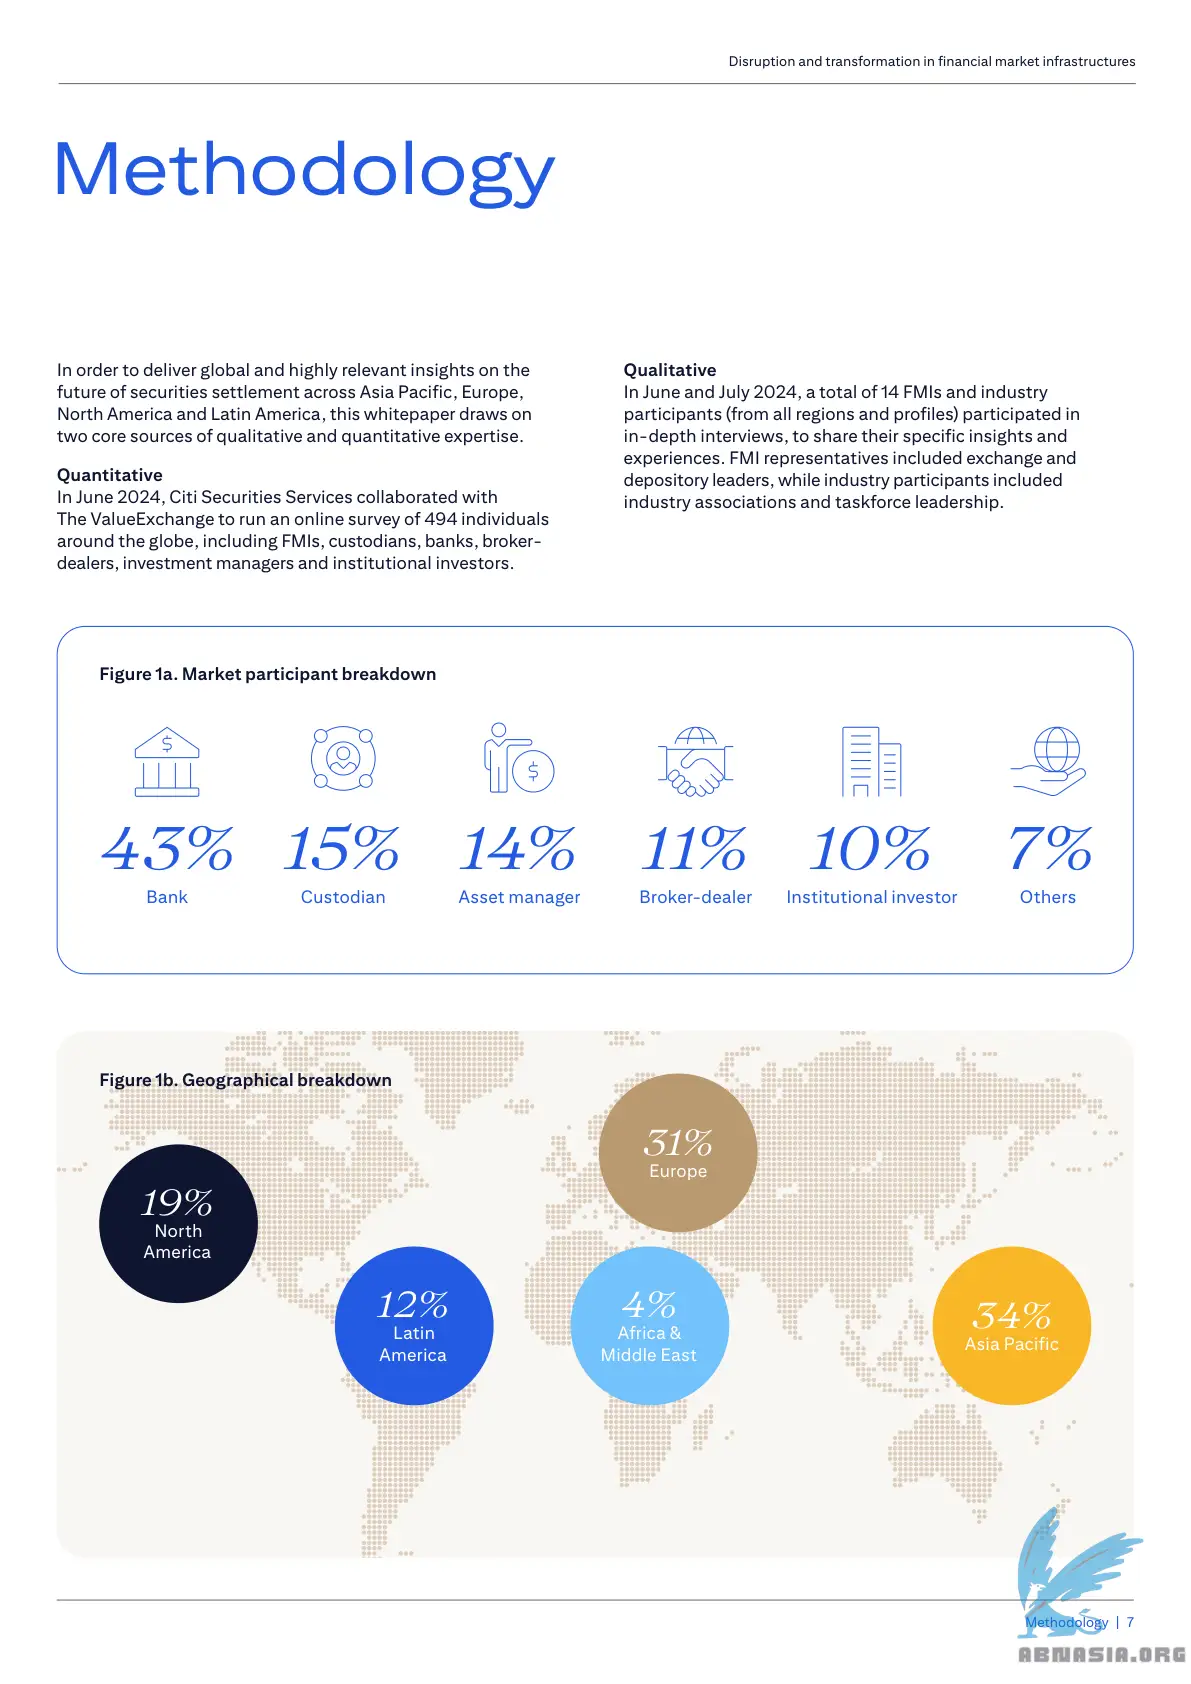 Disruption and transformation in financial market infrastructures
Methodology
In order to deliver global and highly relevant insights on the
future of securities settlement across Asia Pacific, Europe,
North America and Latin America, this whitepaper draws on
two core sources of qualitative and quantitative expertise.
Quantitative
In June 2024, Citi Securities Services collaborated with
The ValueExchange to run an online survey of 494 individuals
around the globe, including FMIs, custodians, banks, broker-
dealers, investment managers and institutional investors.
Qualitative
In June and July 2024, a total of 14 FMIs and industry
participants (from all regions and profiles) participated in
in-depth interviews, to share their specific insights and
experiences. FMI representatives included exchange and
depository leaders, while industry participants included
industry associations and taskforce leadership.
Figure 1a. Market participant breakdown
$
$
43%
Bank
15%
Custodian
14%
Asset manager
11%
Broker-dealer
10%
Institutional investor
7%
Others
Figure 1b. Geographical breakdown
31%
Europe
19%
North
America
12%
Latin
America
4%
Africa &
Middle East
34%
Asia Pacific
Methodology | 7
ABNASIA.ORG